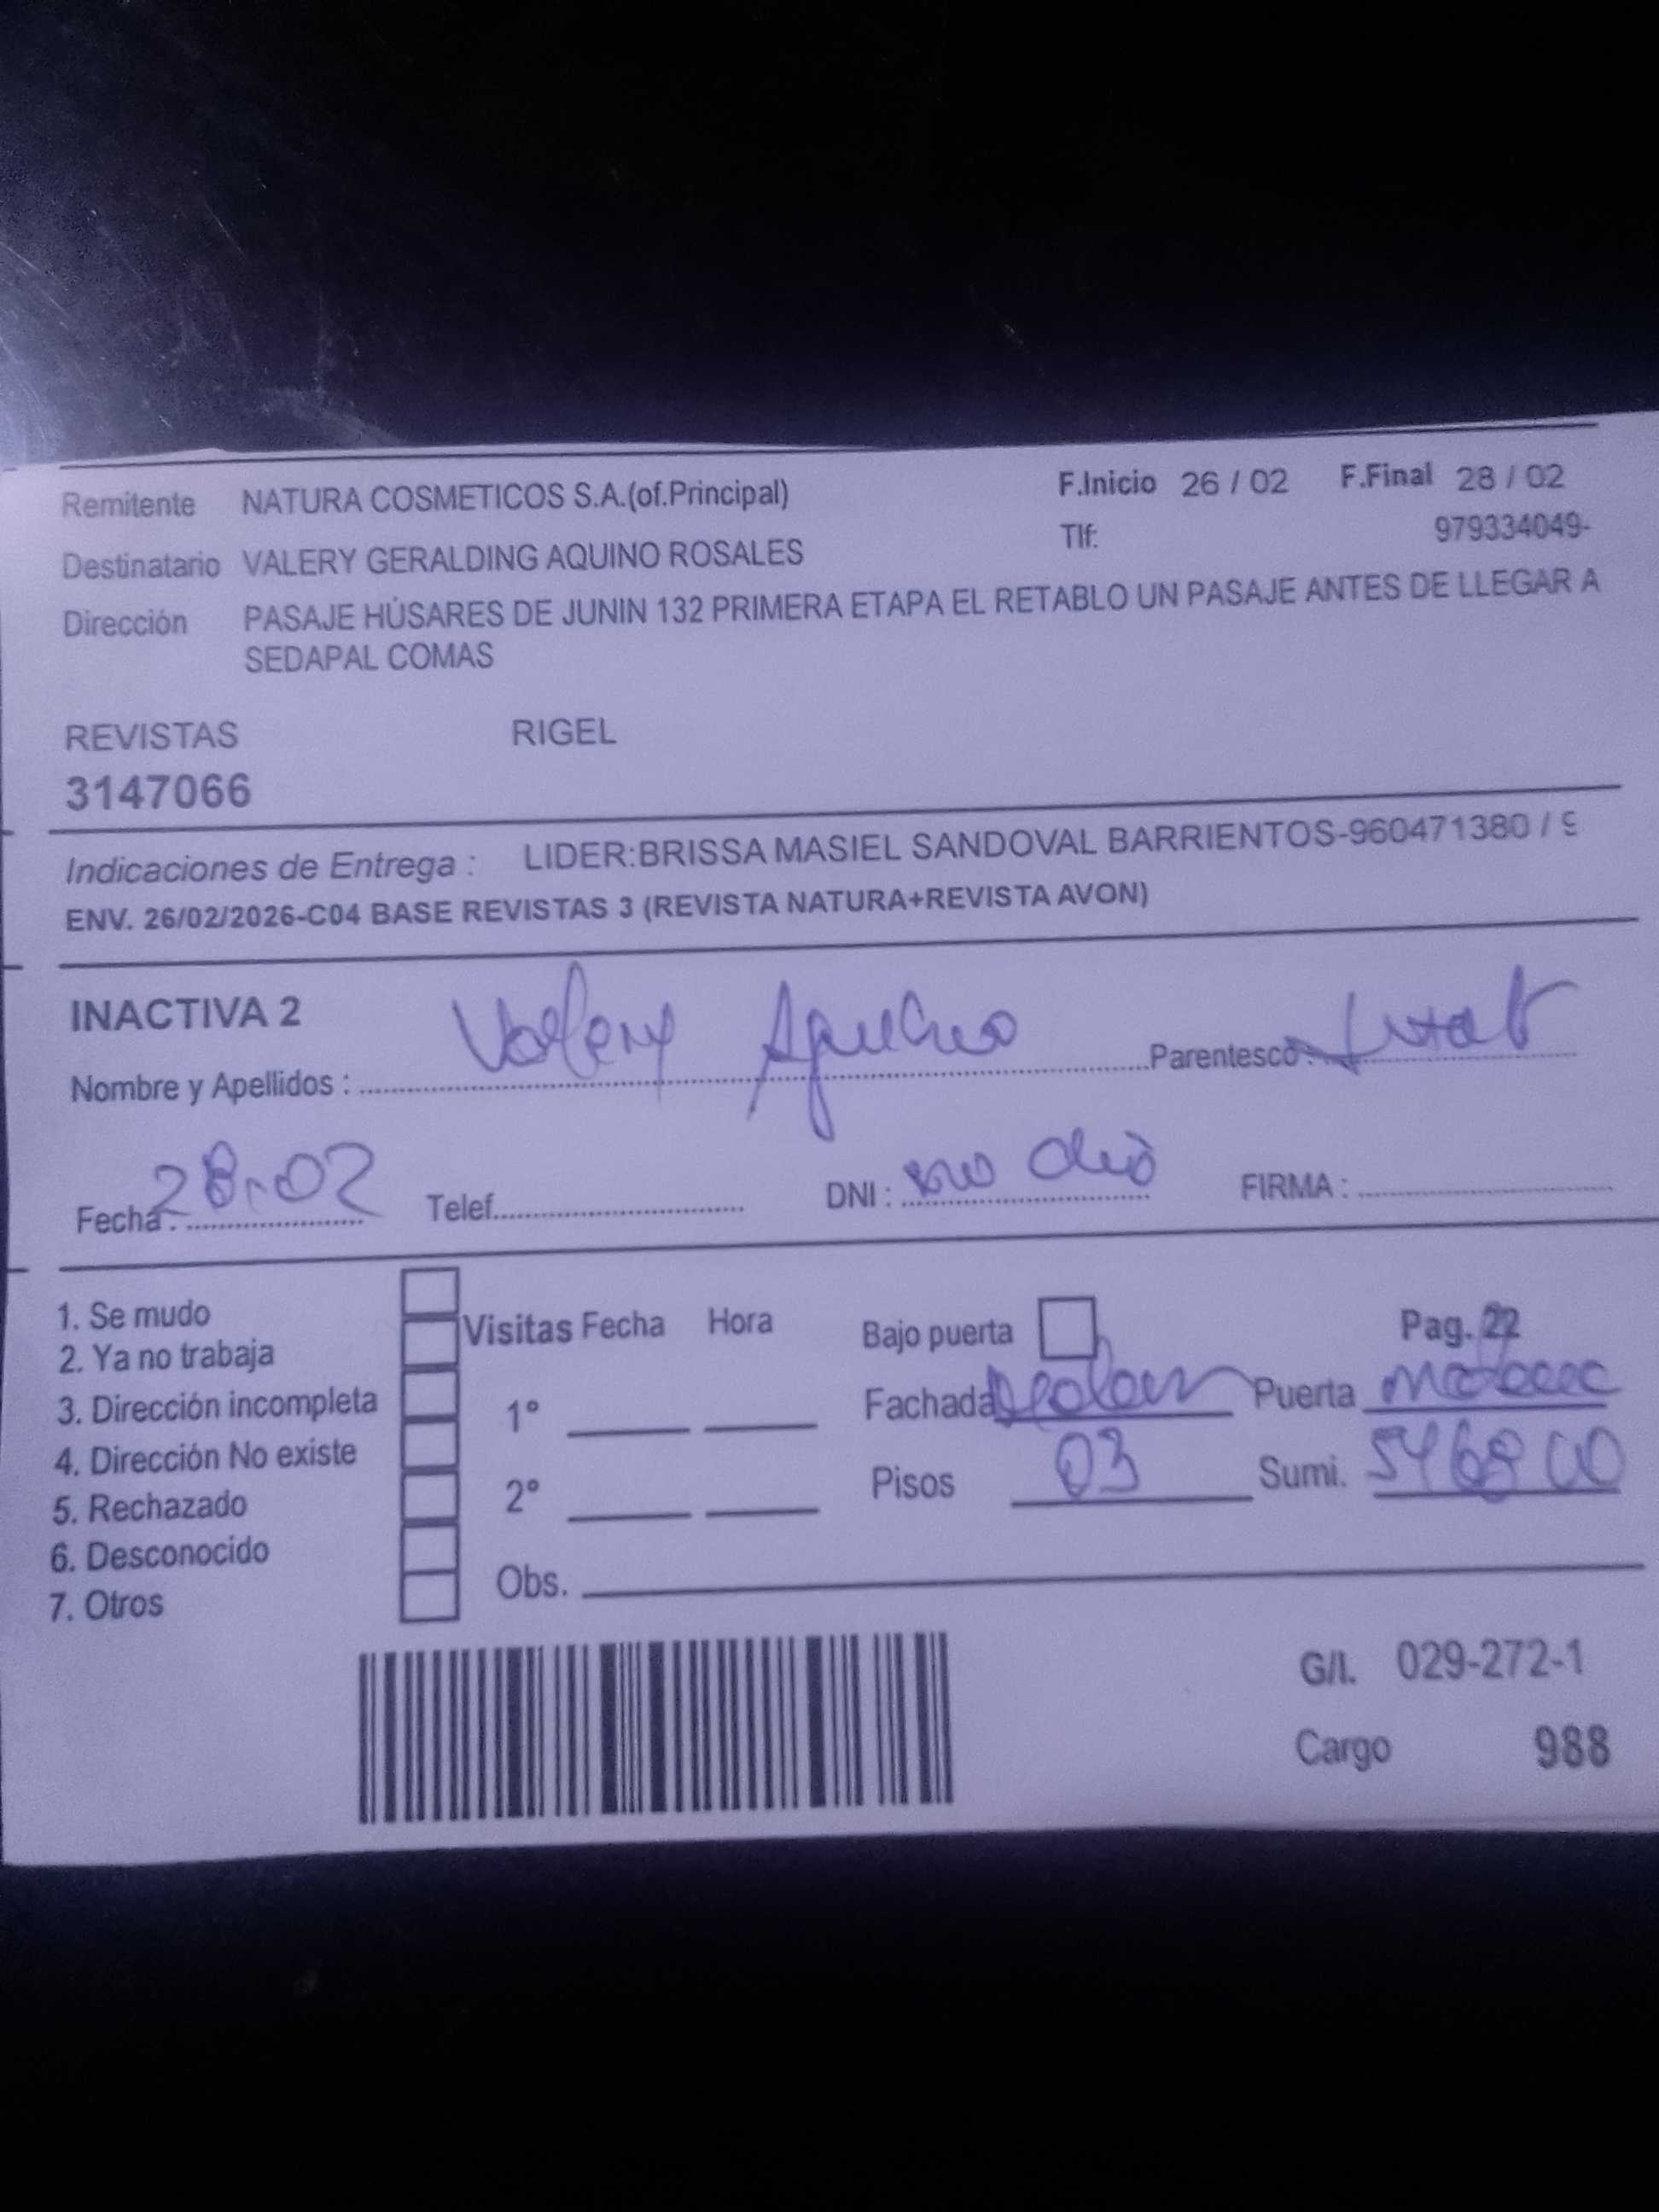 Remitente NATURA COSMETICOS S.A.(of.Principal) F.Inicio 26 / 02 F.Final 28 / 02
Destinatario VALERY GERALDING AQUINO ROSALES Tlf: 979334049-
Dirección PASAJE HÚSARES DE JUNIN 132 PRIMERA ETAPA EL RETABLO UN PASAJE ANTES DE LLEGAR A
SEDAPAL COMAS
REVISTAS RIGEL
3147066
Indicaciones de Entrega : LIDER:BRISSA MASIEL SANDOVAL BARRIENTOS-960471380 / 9
ENV. 26/02/2026-C04 BASE REVISTAS 3 (REVISTA NATURA+REVISTA AVON)
INACTIVA 2
Nombre y Apellidos : Valery Aquino Parentesco :
Fecha : 28.02 Telef. DNI : no dió FIRMA :
1. Se mudo
2. Ya no trabaja
3. Dirección incompleta
4. Dirección No existe
5. Rechazado
6. Desconocido
7. Otros
Visitas Fecha Hora
1°
2°
Obs.
Bajo puerta Pag. 22
Fachada Puerta
Pisos 03 Sumi.
G/I. 029-272-1
Cargo 988